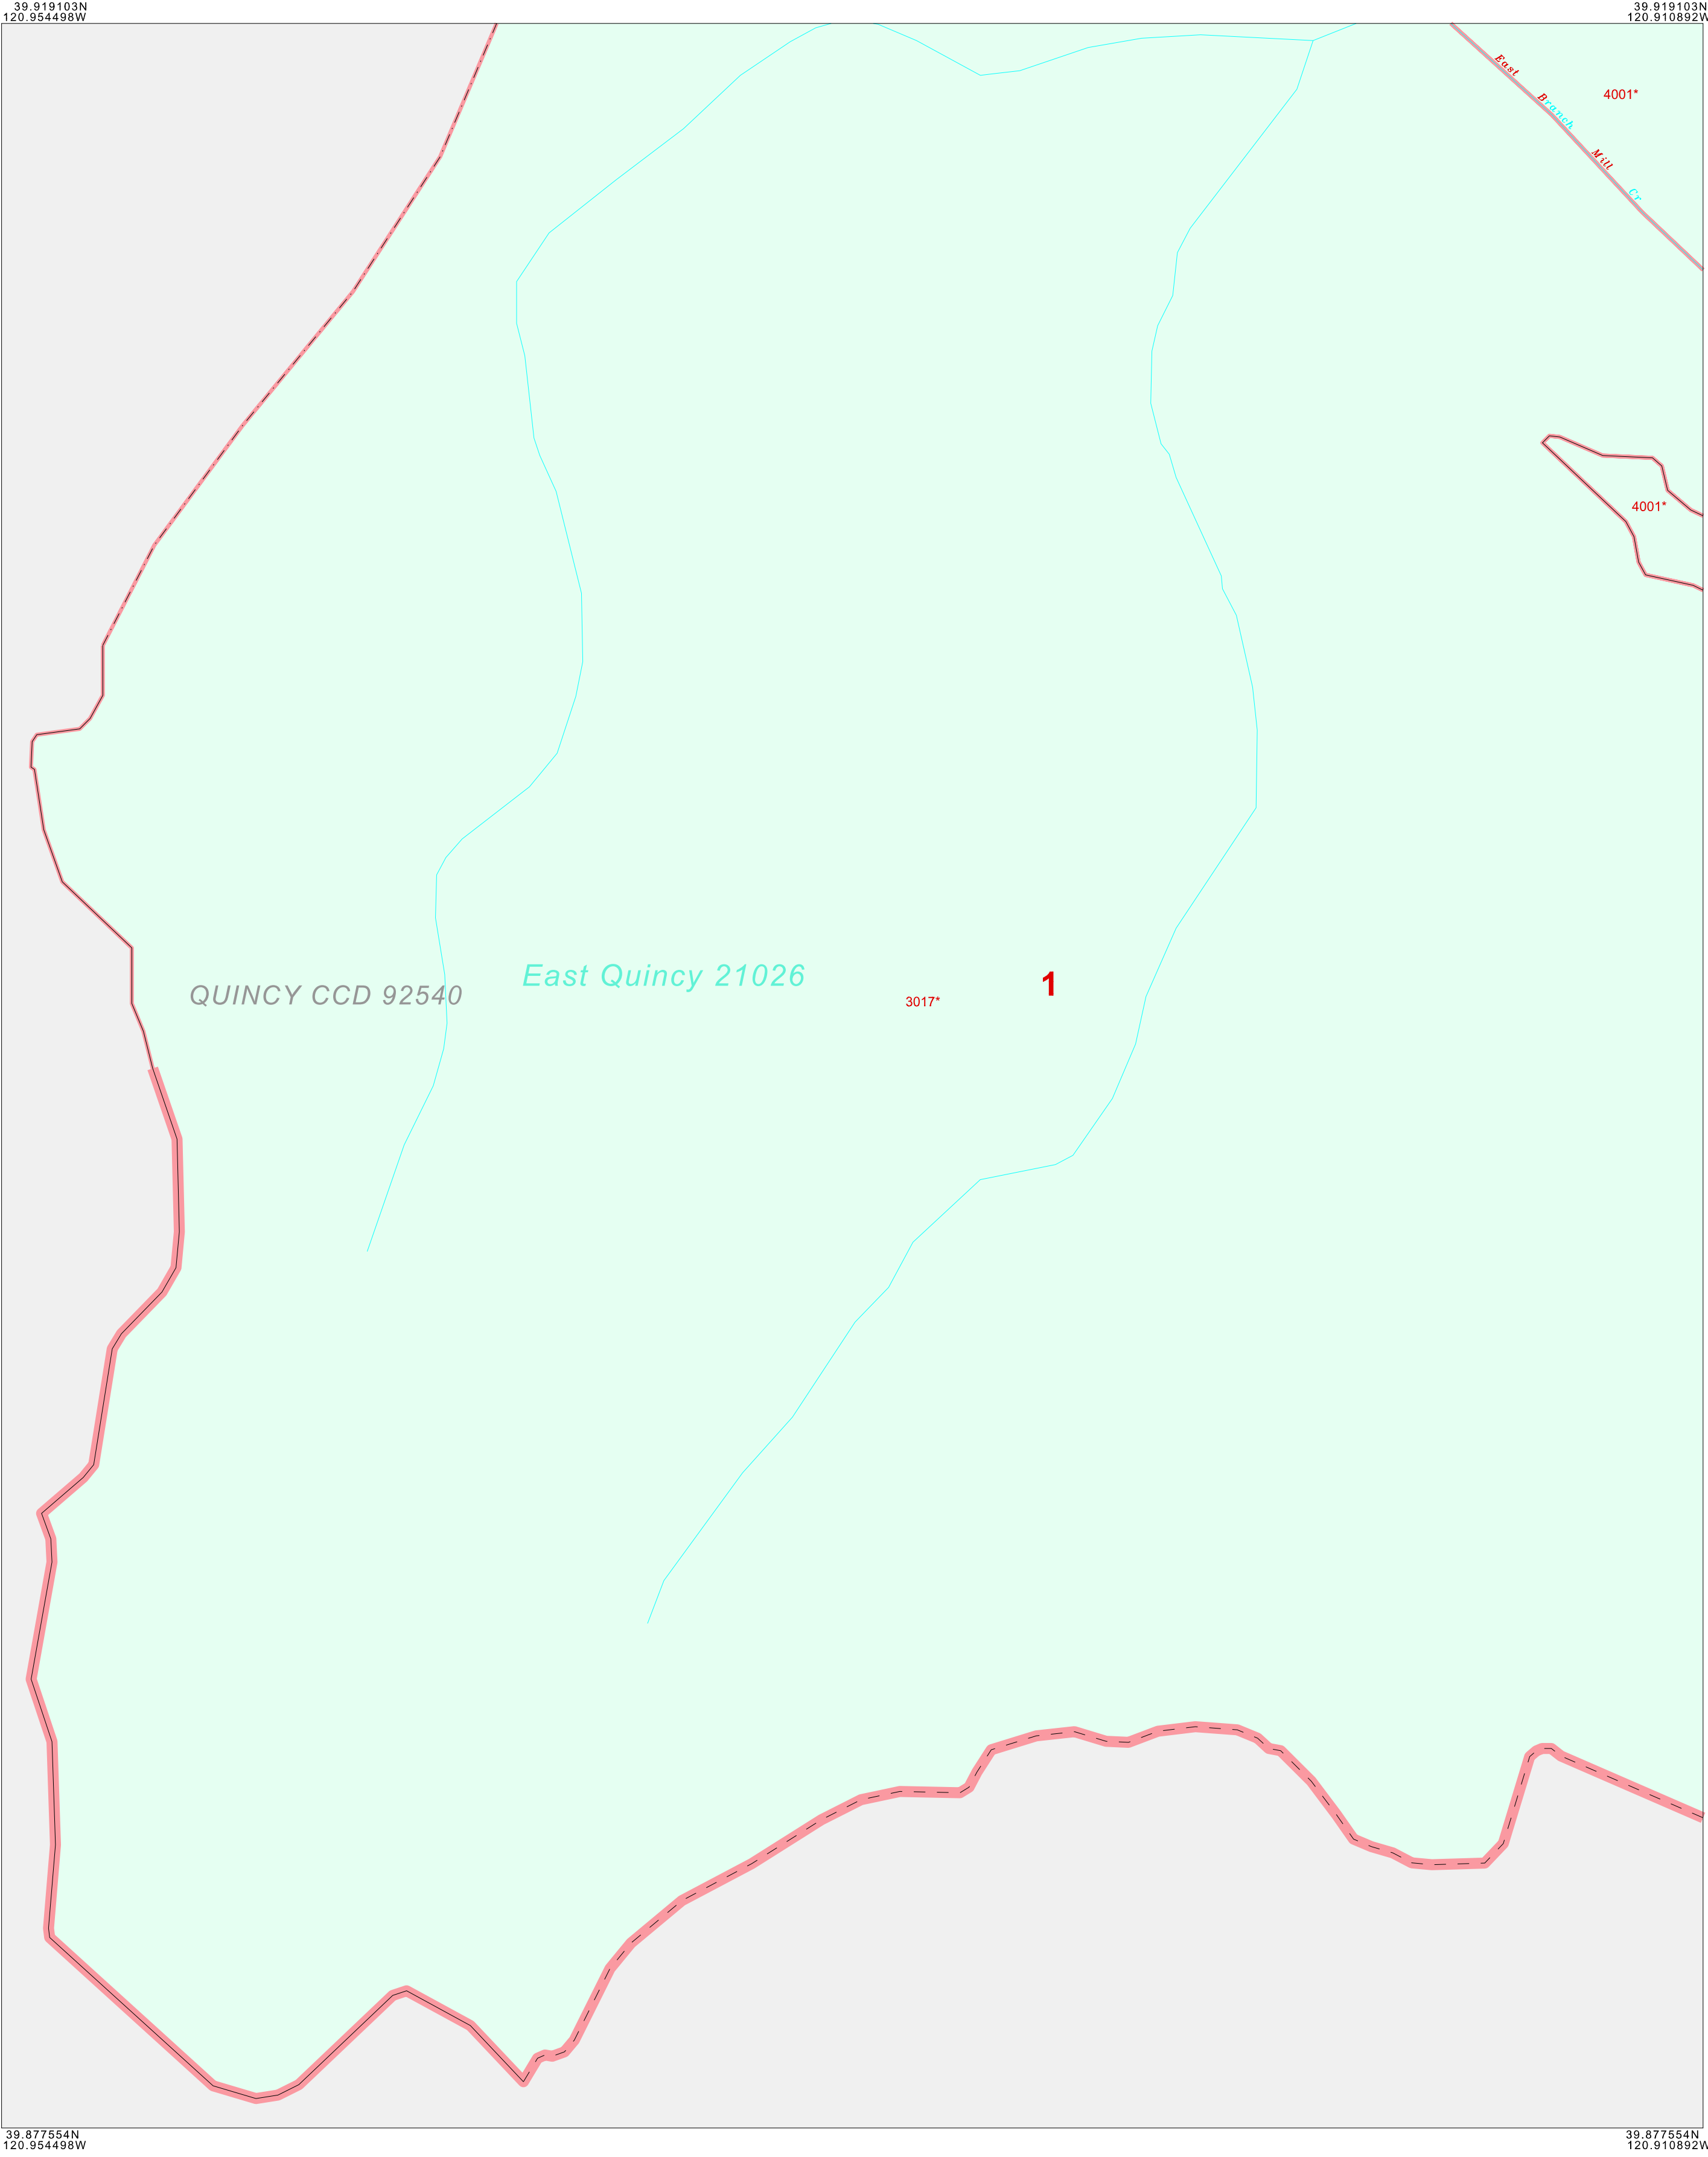 39.919103N
120.954498W
39.919103N
120.910892W
East Branch Mill Cr
4001*
4001*
East Quincy 21026
QUINCY CCD 92540
1
3017*
39.877554N
120.954498W
39.877554N
120.910892W